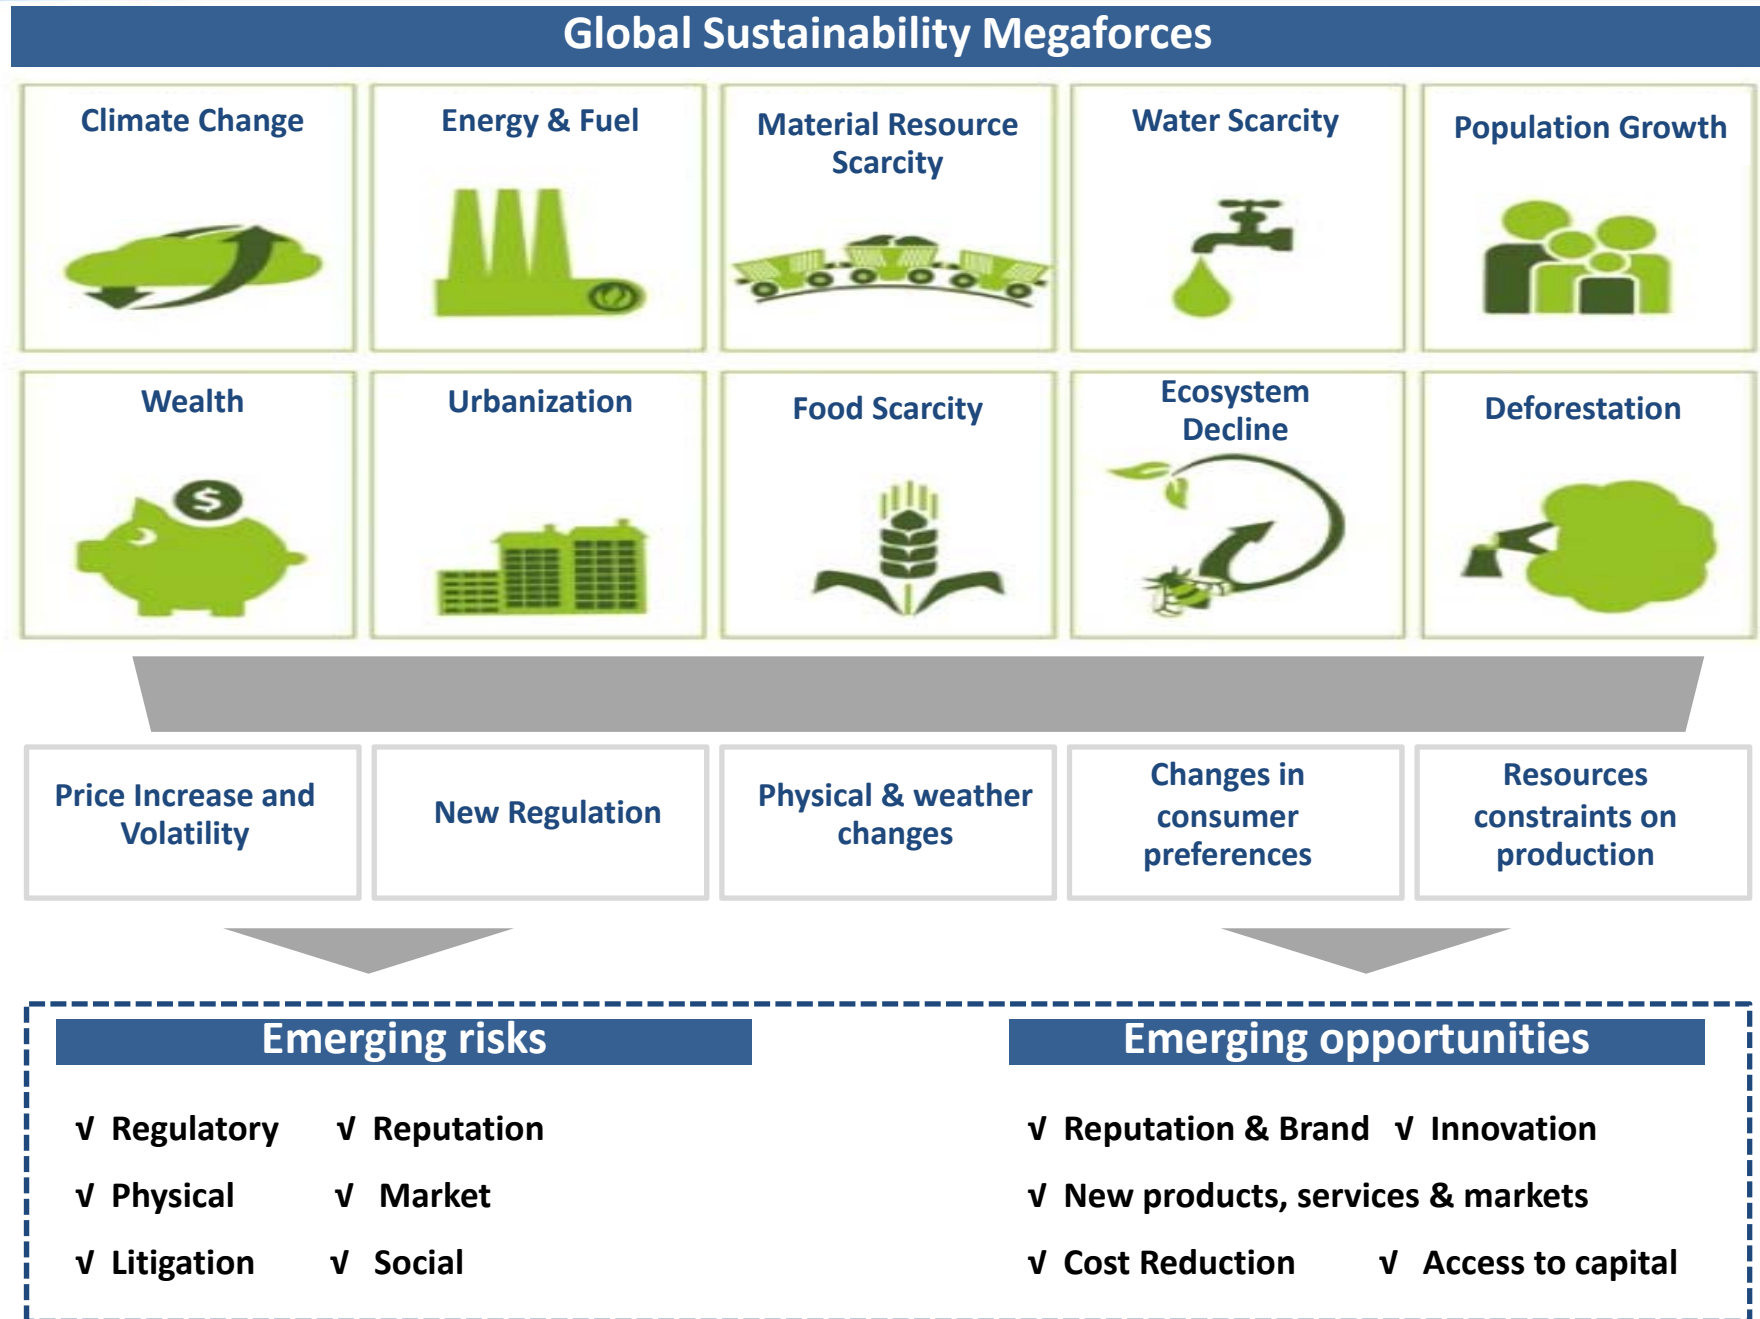 Global Sustainability Megaforces
Climate Change
Energy & Fuel
Material Resource
Scarcity
Water Scarcity
Population Growth
Wealth
Urbanization
Food Scarcity
Ecosystem
Decline
Deforestation
$
Price Increase and
Volatility
New Regulation
Physical & weather
changes
Changes in
consumer
preferences
Resources
constraints on
production
Emerging risks
√ Regulatory √ Reputation
√ Physical √ Market
√ Litigation √ Social
Emerging opportunities
√ Reputation & Brand √ Innovation
√ New products, services & markets
√ Cost Reduction √ Access to capital